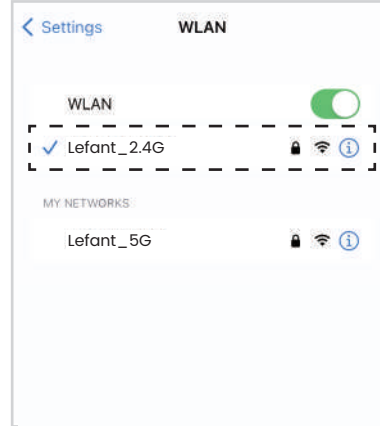 Settings
WLAN
WLAN
Lefant_2.4G
MY NETWORKS
Lefant_5G